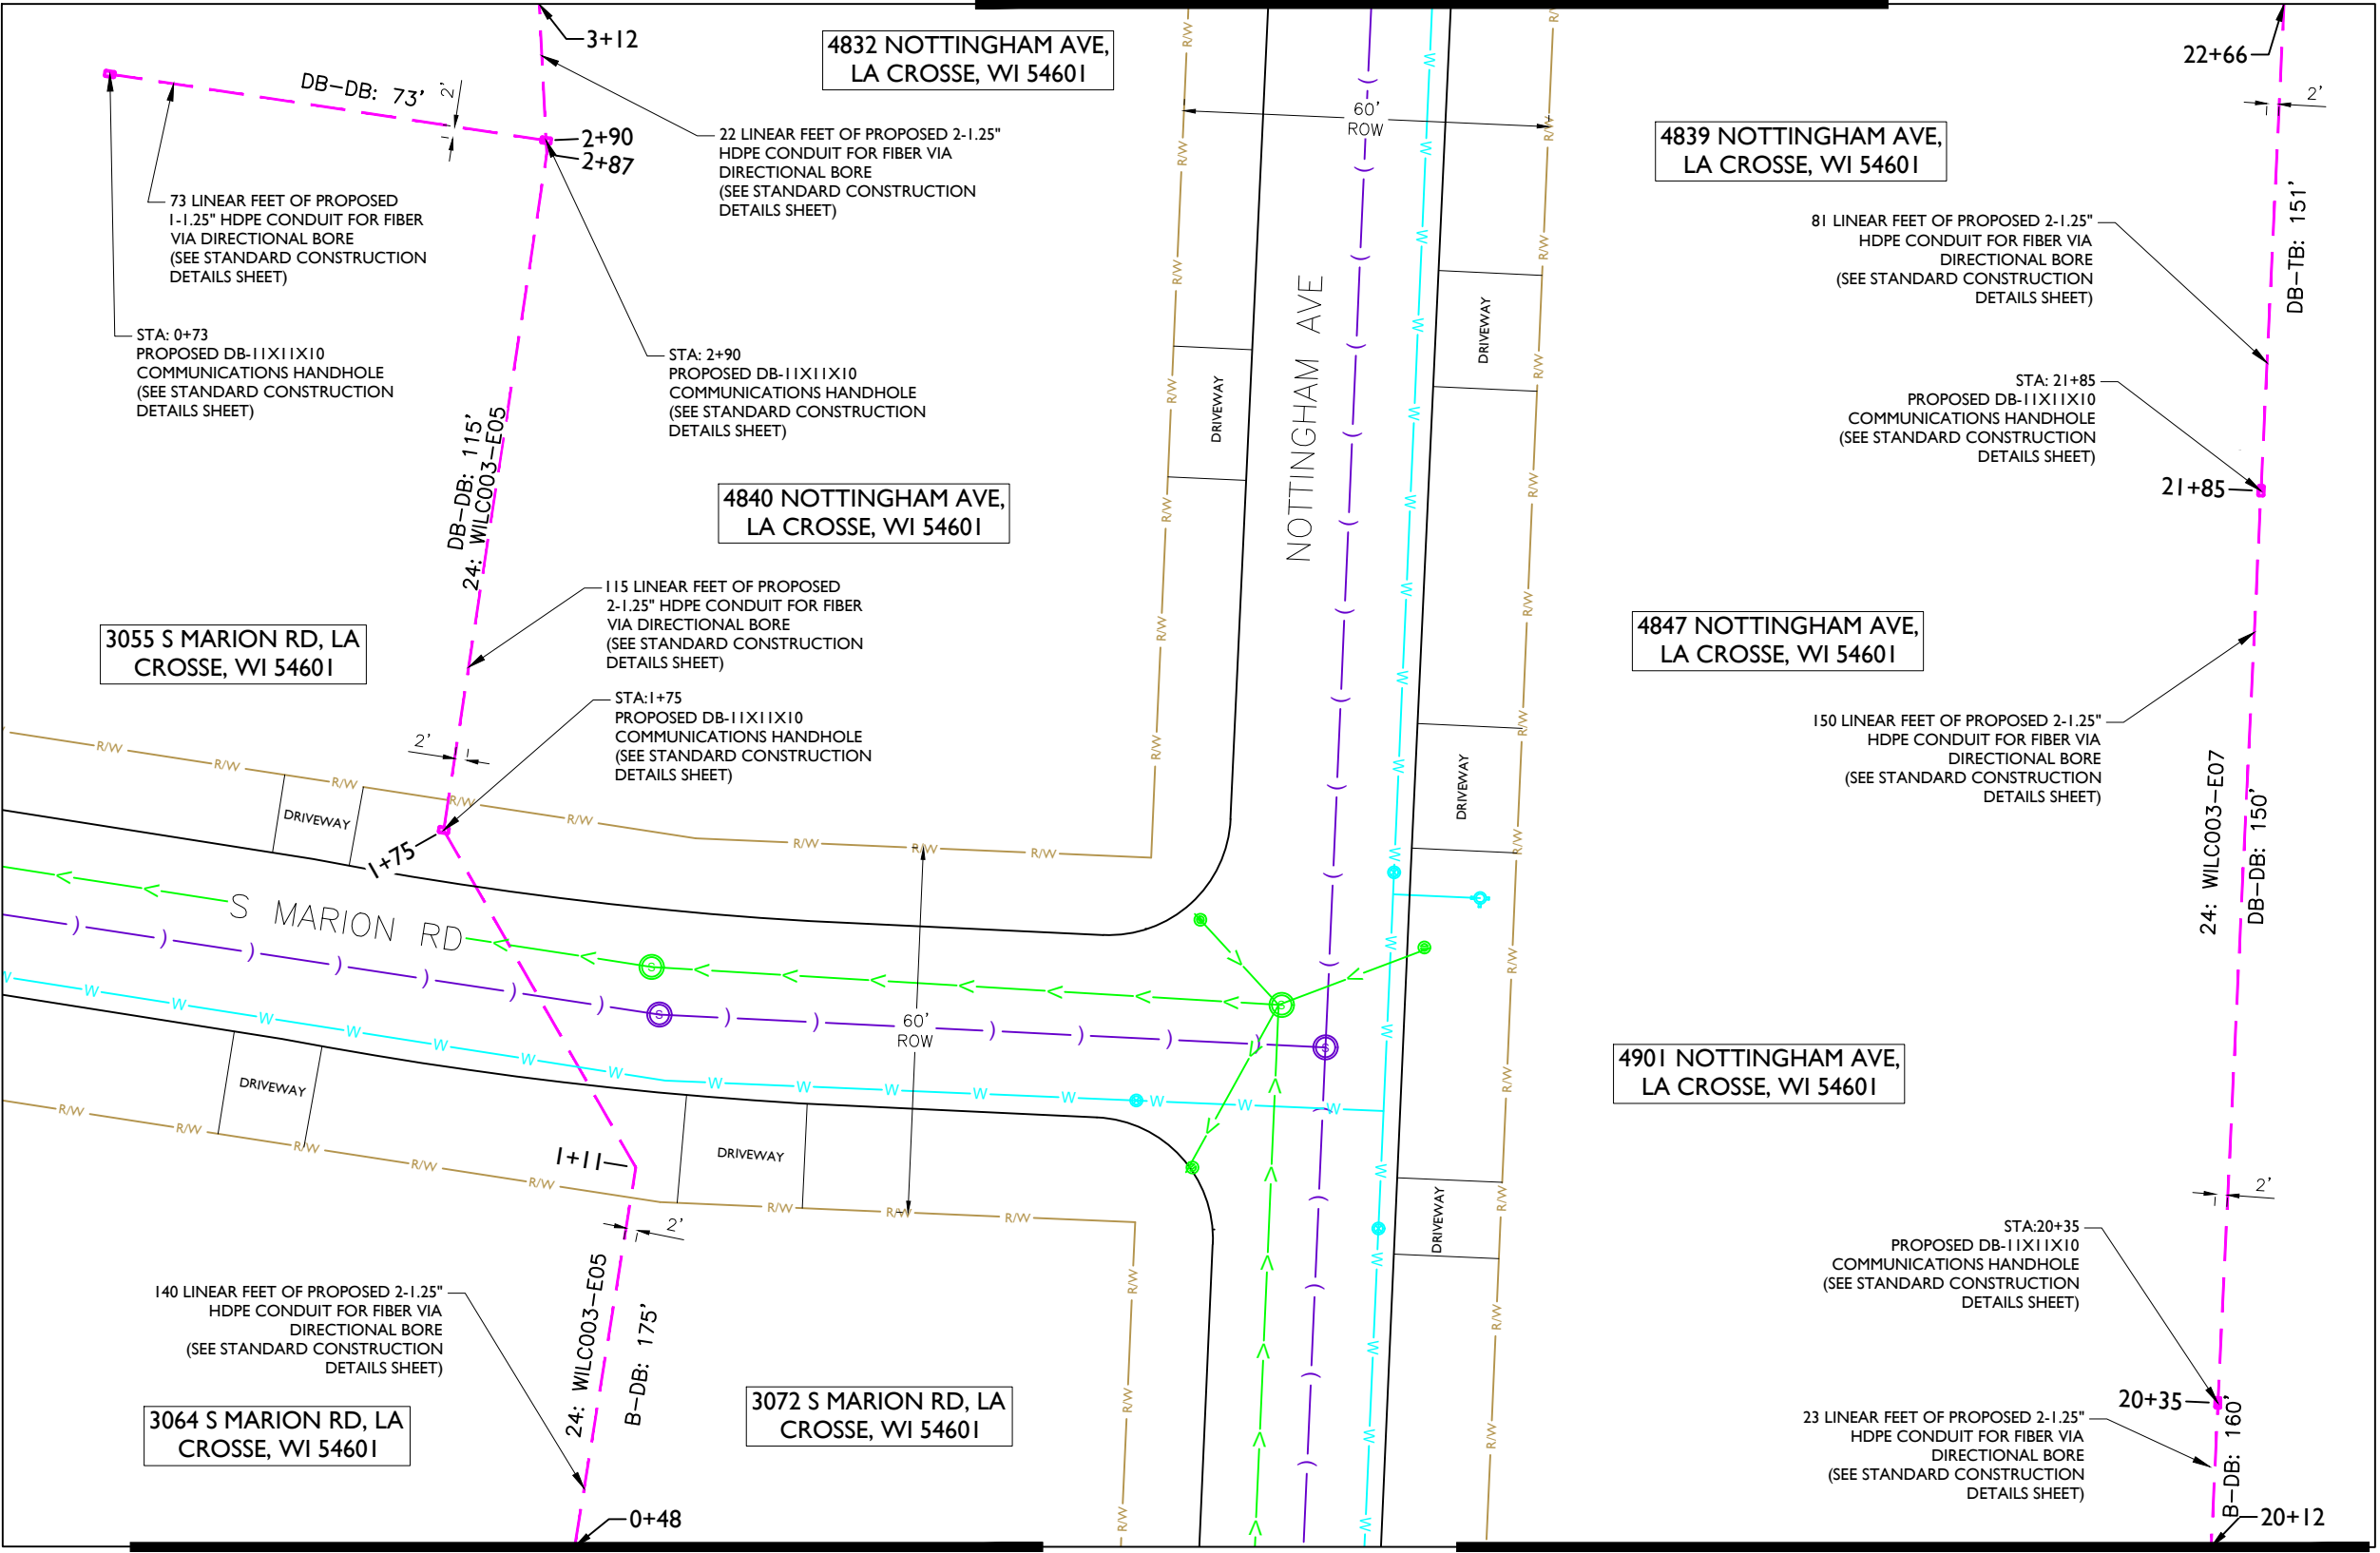 3+12
4832 NOTTINGHAM AVE,
LA CROSSE, WI 54601
22+66
2'
DB-DB: 73'
2'
60'
ROW
2+90
2+87
22 LINEAR FEET OF PROPOSED 2-1.25"
HDPE CONDUIT FOR FIBER VIA
DIRECTIONAL BORE
(SEE STANDARD CONSTRUCTION
DETAILS SHEET)
4839 NOTTINGHAM AVE,
LA CROSSE, WI 54601
73 LINEAR FEET OF PROPOSED
1-1.25" HDPE CONDUIT FOR FIBER
VIA DIRECTIONAL BORE
(SEE STANDARD CONSTRUCTION
DETAILS SHEET)
81 LINEAR FEET OF PROPOSED 2-1.25"
HDPE CONDUIT FOR FIBER VIA
DIRECTIONAL BORE
(SEE STANDARD CONSTRUCTION
DETAILS SHEET)
DB-TB: 151'
STA: 0+73
PROPOSED DB-11X11X10
COMMUNICATIONS HANDHOLE
(SEE STANDARD CONSTRUCTION
DETAILS SHEET)
STA: 2+90
PROPOSED DB-11X11X10
COMMUNICATIONS HANDHOLE
(SEE STANDARD CONSTRUCTION
DETAILS SHEET)
DRIVEWAY
DRIVEWAY
NOTTINGHAM AVE
STA: 21+85
PROPOSED DB-11X11X10
COMMUNICATIONS HANDHOLE
(SEE STANDARD CONSTRUCTION
DETAILS SHEET)
21+85
DB-DB: 115'
24: WILC003-E05
4840 NOTTINGHAM AVE,
LA CROSSE, WI 54601
115 LINEAR FEET OF PROPOSED
2-1.25" HDPE CONDUIT FOR FIBER
VIA DIRECTIONAL BORE
(SEE STANDARD CONSTRUCTION
DETAILS SHEET)
3055 S MARION RD, LA
CROSSE, WI 54601
4847 NOTTINGHAM AVE,
LA CROSSE, WI 54601
STA:1+75
PROPOSED DB-11X11X10
COMMUNICATIONS HANDHOLE
(SEE STANDARD CONSTRUCTION
DETAILS SHEET)
2'
150 LINEAR FEET OF PROPOSED 2-1.25"
HDPE CONDUIT FOR FIBER VIA
DIRECTIONAL BORE
(SEE STANDARD CONSTRUCTION
DETAILS SHEET)
24: WILC003-E07
DB-DB: 150'
DRIVEWAY
DRIVEWAY
1+75
S MARION RD
60'
ROW
DRIVEWAY
4901 NOTTINGHAM AVE,
LA CROSSE, WI 54601
1+11
DRIVEWAY
DRIVEWAY
2'
2'
STA:20+35
PROPOSED DB-11X11X10
COMMUNICATIONS HANDHOLE
(SEE STANDARD CONSTRUCTION
DETAILS SHEET)
140 LINEAR FEET OF PROPOSED 2-1.25"
HDPE CONDUIT FOR FIBER VIA
DIRECTIONAL BORE
(SEE STANDARD CONSTRUCTION
DETAILS SHEET)
24: WILC003-E05
B-DB: 175'
20+35
3064 S MARION RD, LA
CROSSE, WI 54601
3072 S MARION RD, LA
CROSSE, WI 54601
23 LINEAR FEET OF PROPOSED 2-1.25"
HDPE CONDUIT FOR FIBER VIA
DIRECTIONAL BORE
(SEE STANDARD CONSTRUCTION
DETAILS SHEET)
B-DB: 160'
0+48
20+12
R/W
W
S